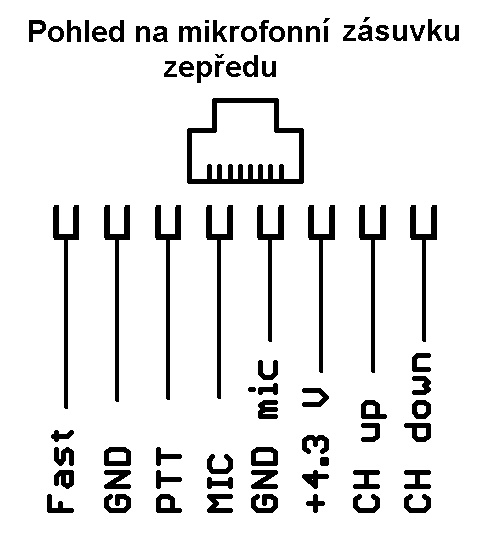 Pohled na mikrofonní zásuvku
zepředu
Fast
GND
PTT
MIC
GND mic
+4.3 V
CH up
CH down